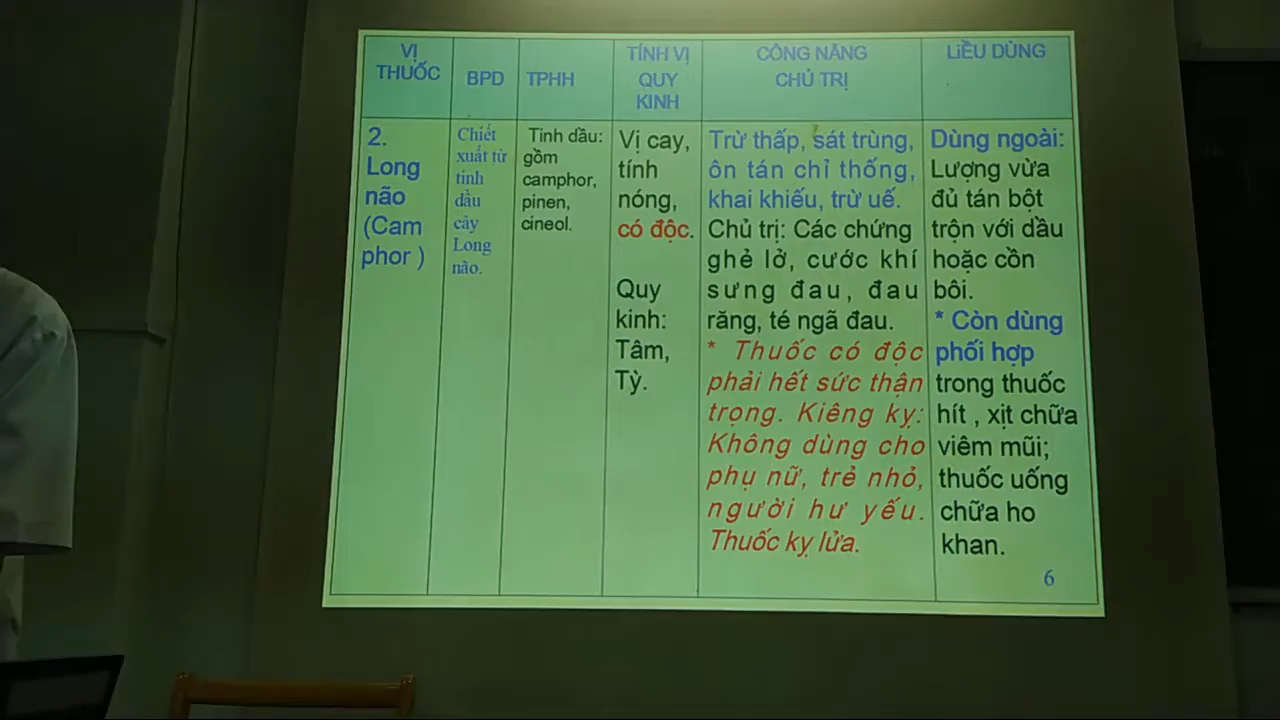 VỊ
THUỐC
BPD
TPHH
TÍNH VỊ
QUY
KINH
CÔNG NĂNG
CHỦ TRỊ
LIỀU DÙNG
2.
Long
não
(Cam
phor )
Chiết
xuất từ
tinh
dầu
cây
Long
não.
Tinh dầu:
gồm
camphor,
pinen,
cineol.
Vị cay,
tính
nóng,
có độc.
Quy
kinh:
Tâm,
Tỳ.
Trừ thấp, sát trùng,
ôn tán chỉ thống,
khai khiếu, trừ uế.
Chủ trị: Các chứng
ghẻ lở, cước khí
sưng đau, đau
răng, té ngã đau.
* Thuốc có độc
phải hết sức thận
trọng. Kiêng kỵ:
Không dùng cho
phụ nữ, trẻ nhỏ,
người hư yếu.
Thuốc kỵ lửa.
Dùng ngoài:
Lượng vừa
đủ tán bột
trộn với dầu
hoặc cồn
bôi.
* Còn dùng
phối hợp
trong thuốc
hít , xịt chữa
viêm mũi;
thuốc uống
chữa ho
khan.
6